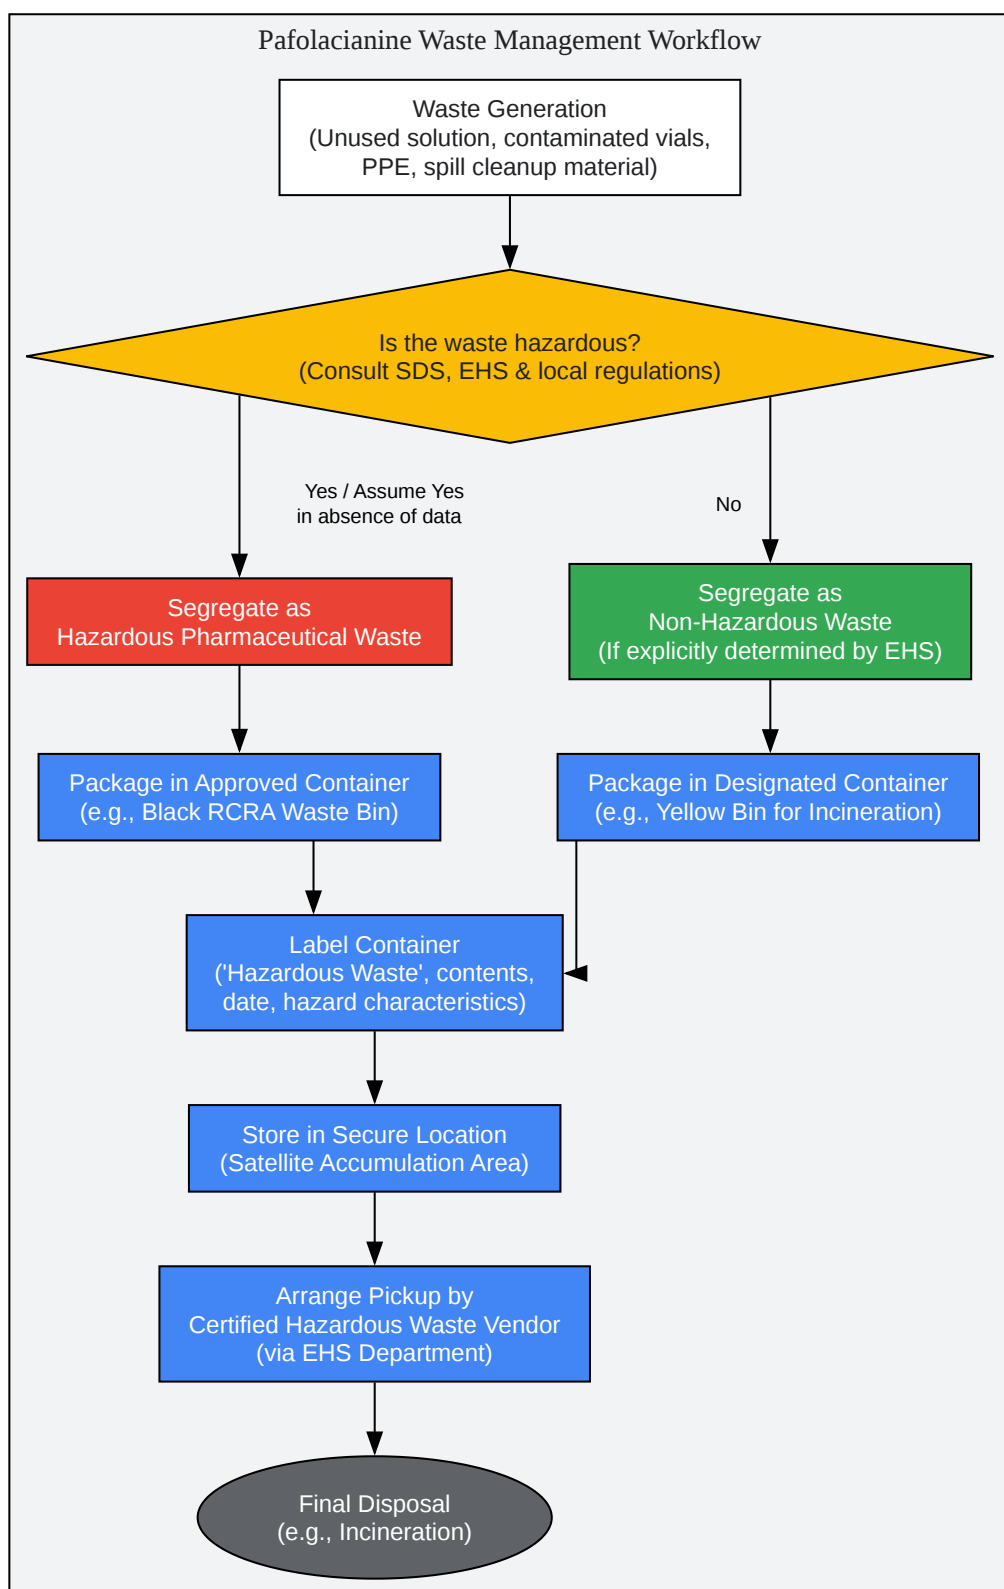 Pafolacianine Waste Management Workflow
Waste Generation
(Unused solution, contaminated vials,
PPE, spill cleanup material)
Is the waste hazardous?
(Consult SDS, EHS & local regulations)
Yes / Assume Yes
in absence of data
No
Segregate as
Hazardous Pharmaceutical Waste
Segregate as
Non-Hazardous Waste
(If explicitly determined by EHS)
Package in Approved Container
(e.g., Black RCRA Waste Bin)
Package in Designated Container
(e.g., Yellow Bin for Incineration)
Label Container
('Hazardous Waste', contents,
date, hazard characteristics)
Store in Secure Location
(Satellite Accumulation Area)
Arrange Pickup by
Certified Hazardous Waste Vendor
(via EHS Department)
Final Disposal
(e.g., Incineration)